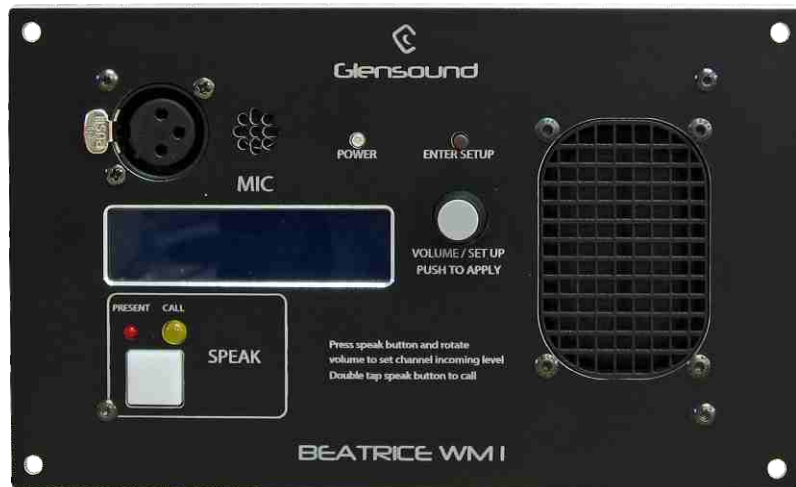 Glensound
PUSH
MIC
POWER
ENTER SETUP
VOLUME / SET UP
PUSH TO APPLY
PRESENT
CALL
SPEAK
Press speak button and rotate
volume to set channel incoming level
Double tap speak button to call
BEATRICE WM1